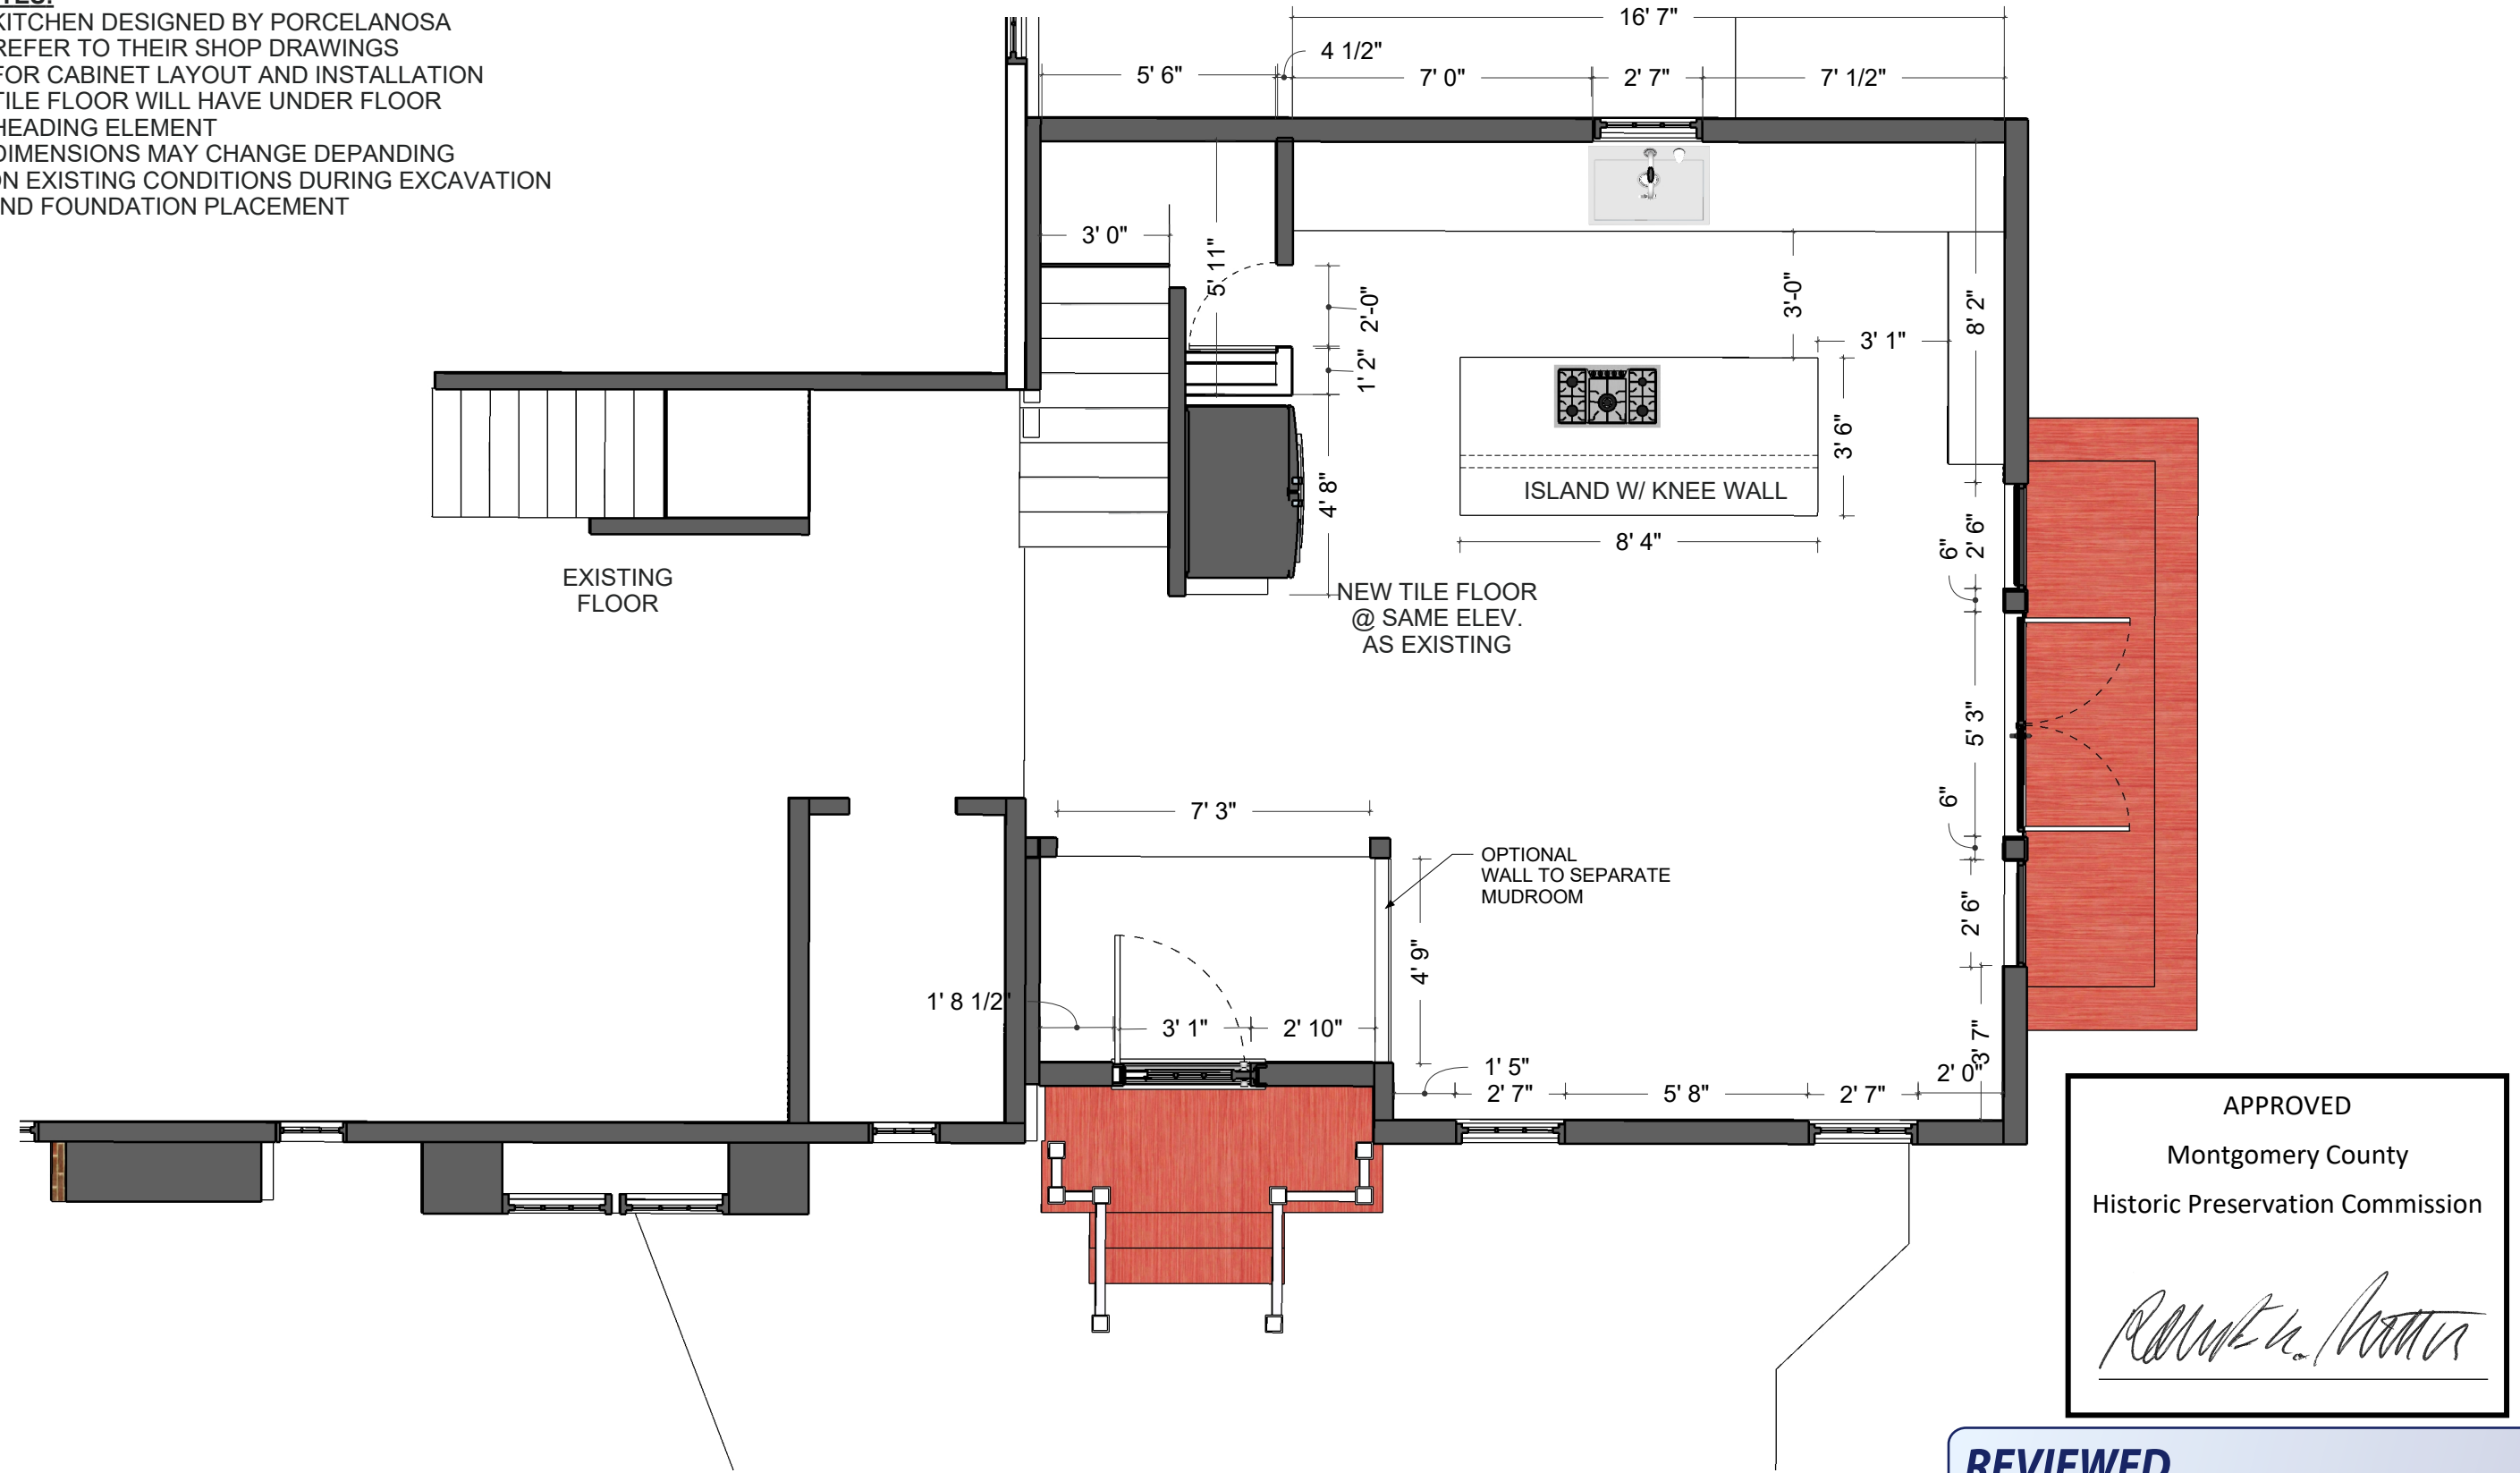 KITCHEN DESIGNED BY PORCELANOSA
REFER TO THEIR SHOP DRAWINGS
FOR CABINET LAYOUT AND INSTALLATION
TILE FLOOR WILL HAVE UNDER FLOOR
HEADING ELEMENT
DIMENSIONS MAY CHANGE DEPANDING
ON EXISTING CONDITIONS DURING EXCAVATION
AND FOUNDATION PLACEMENT
16' 7"
4 1/2"
5' 6"
7' 0"
2' 7"
7' 1/2"
3' 0"
5' 11"
2'-0"
1' 2"
4' 8"
3'-0"
8' 2"
3' 1"
3' 6"
ISLAND W/ KNEE WALL
8' 4"
6"
2' 6"
EXISTING
FLOOR
NEW TILE FLOOR
@ SAME ELEV.
AS EXISTING
5' 3"
6"
7' 3"
OPTIONAL
WALL TO SEPARATE
MUDROOM
2' 6"
4' 9"
1' 8 1/2"
3' 1"
2' 10"
3' 7"
1' 5"
2' 7"
5' 8"
2' 7"
2' 0"
APPROVED
Montgomery County
Historic Preservation Commission
REVIEWED